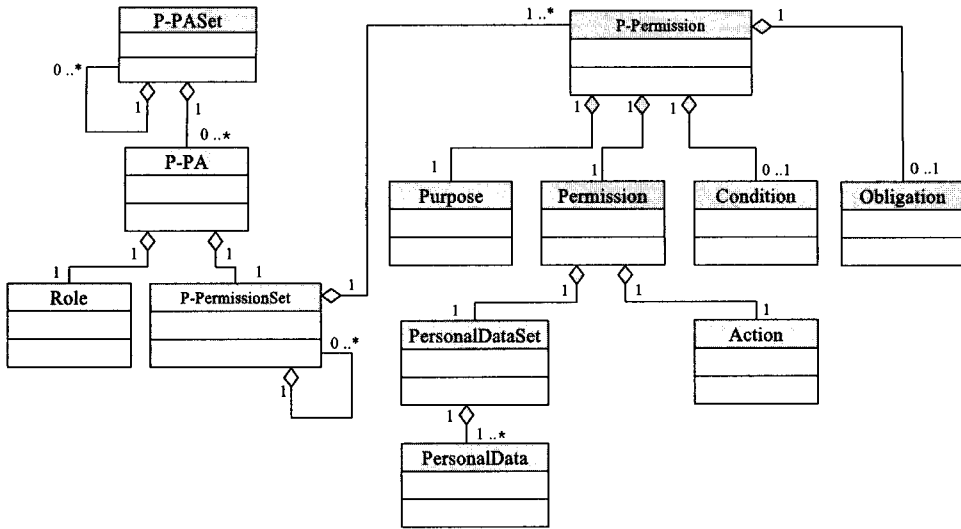 P-PASet
1 ..*
P-Permission
1
0 ..*
1
1
0 ..*
1
1
1
P-PA
1
1
0 ..1
0 ..1
Purpose
Permission
Condition
Obligation
1
1
1
1
Role
P-PermissionSet
1
1
1
1
1
PersonalDataSet
Action
0 ..*
1
1
1 ..*
PersonalData